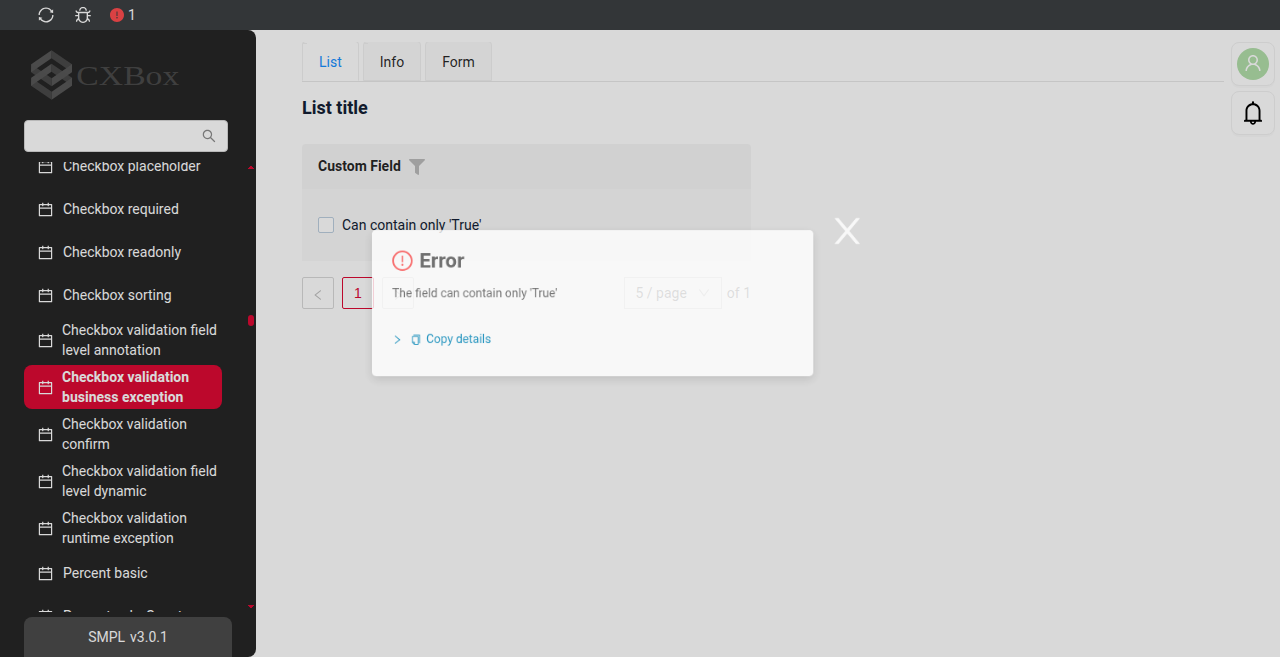 1
CXBox
Checkbox placeholder
Checkbox required
Checkbox readonly
Checkbox sorting
Checkbox validation field
level annotation
Checkbox validation
business exception
Checkbox validation
confirm
Checkbox validation field
level dynamic
Checkbox validation
runtime exception
Percent basic
SMPL v3.0.1
List
Info
Form
List title
Custom Field
Can contain only 'True'
Error
The field can contain only 'True'
Copy details
1
5 / page
of 1